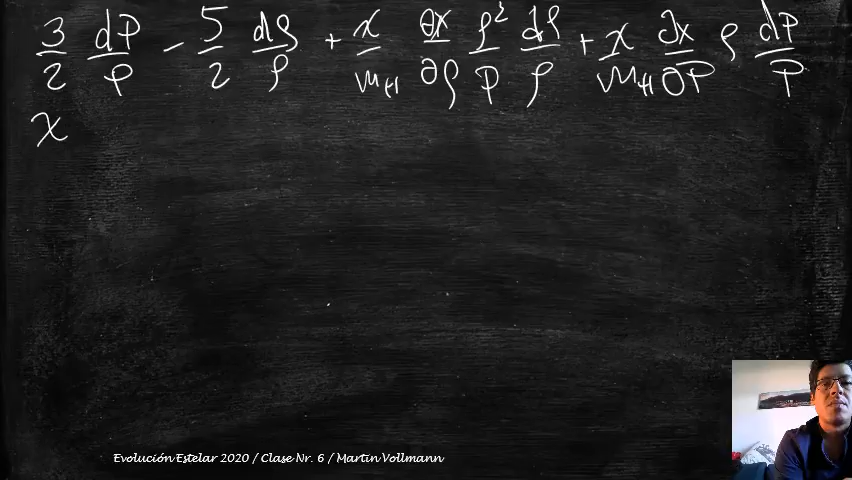 3/2 dP/P - 5/2 dρ/ρ + χ/m_H ∂x/∂ρ ρ²/P dρ/ρ + χ/m_H ∂x/∂P ρ dP/P
χ
Evolución Estelar 2020 / Clase Nr. 6 / Martin Vollmann